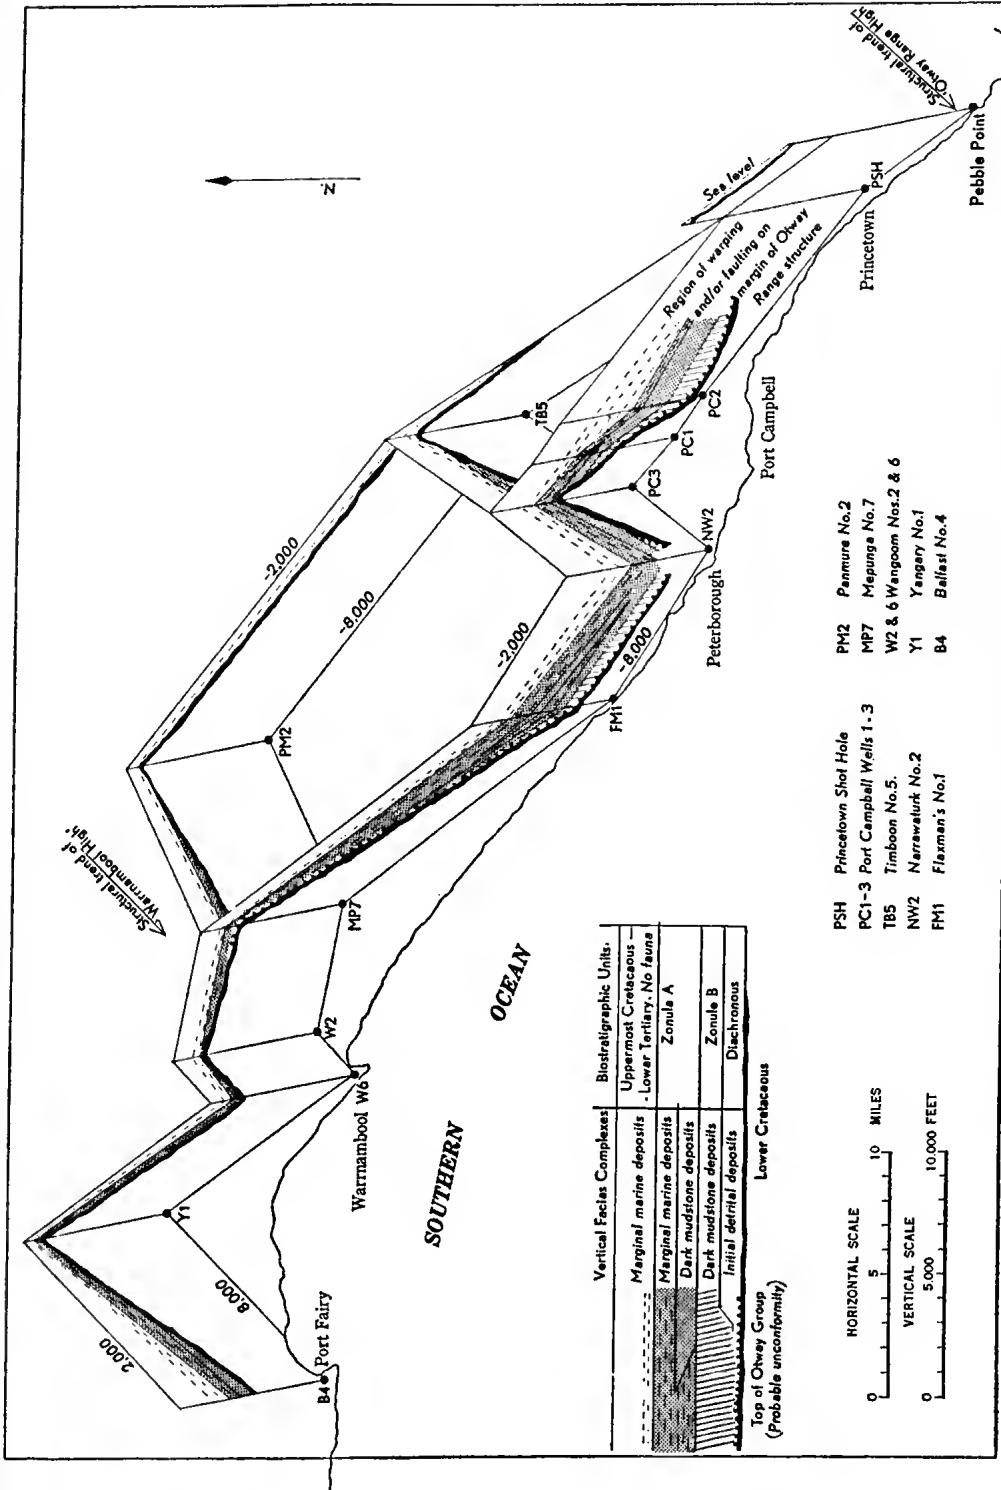 Structural trend of
'Otway Range High'
Pebble Point
PSH
Princetown
Sea level
N.
Region of warping
and/or faulting on
margin of Otway
Range structure
TB5
PC2
PC1
PC3
Port Campbell
NW2
Peterborough
-2,000
-8,000
-2,000
-8,000
FM1
PM2
Structural trend of
'Warrnambool High'
MP7
W2
Warrnambool W6
Y1
8,000
2,000
B4
Port Fairy
SOUTHERN
OCEAN
Vertical Facies Complexes
Biostratigraphic Units.
Marginal marine deposits
Uppermost Cretaceous -
- Lower Tertiary. No fauna
Marginal marine deposits
Zonule A
Dark mudstone deposits
Dark mudstone deposits
Zonule B
Initial detrital deposits
Diachronous
Top of Otway Group
(Probable unconformity)
Lower Cretaceous
HORIZONTAL SCALE
0 5 10 MILES
VERTICAL SCALE
0 5.000 10.000 FEET
PSH Princetown Shot Hole
PC1-3 Port Campbell Wells 1-3
TB5 Timboon No.5.
NW2 Narrawaturk No.2
FM1 Flaxman's No.1
PM2 Panmure No.2
MP7 Mepunga No.7
W2 & 6 Wangoom Nos.2 & 6
Y1 Yangary No.1
B4 Belfast No.4